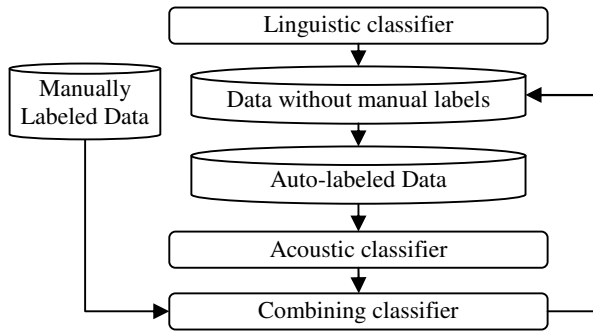 Linguistic classifier
Manually
Labeled Data
Data without manual labels
Auto-labeled Data
Acoustic classifier
Combining classifier